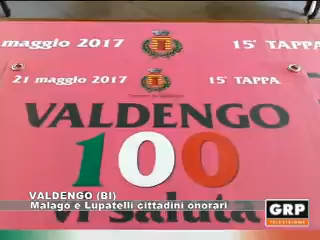 maggio 2017 15ª TAPPA
21 maggio 2017 15ª TAPPA
VALDENGO
100
VALDENGO (BI)
Malagò e Lupatelli cittadini onorari
Vi saluta
GRP
TELEVISIONE